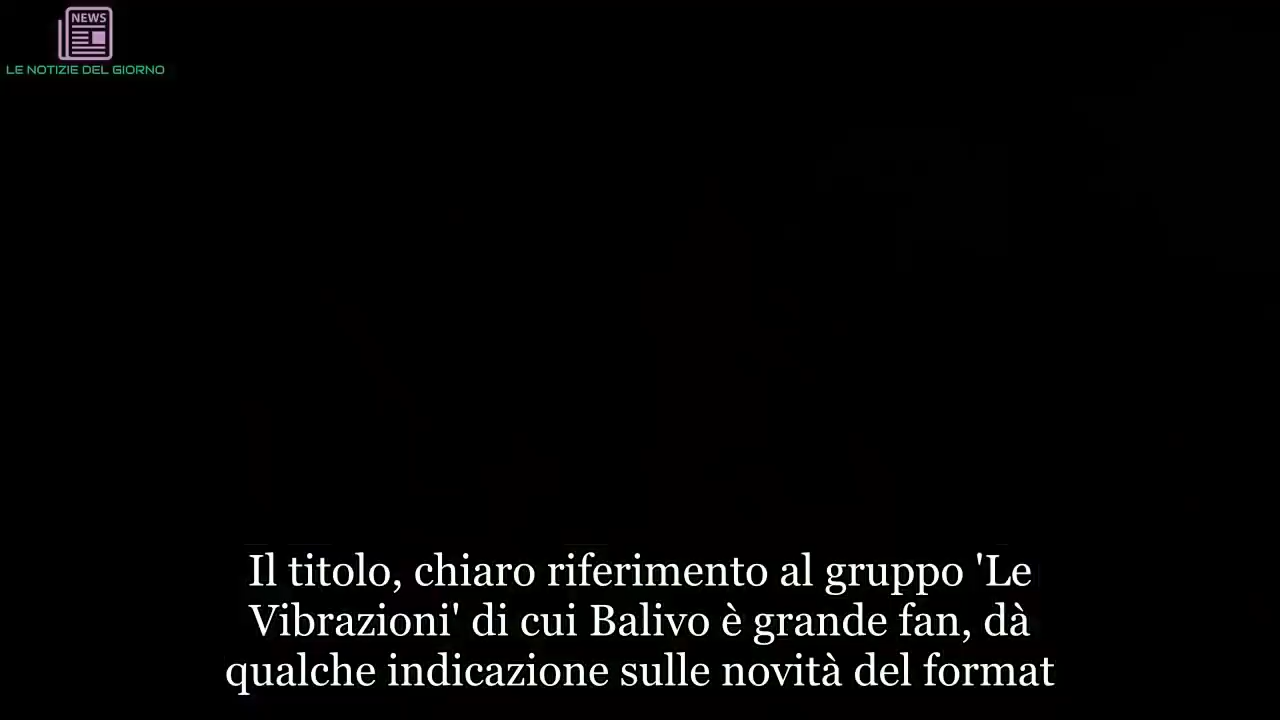 NEWS
LE NOTIZIE DEL GIORNO
Il titolo, chiaro riferimento al gruppo 'Le
Vibrazioni' di cui Balivo è grande fan, dà
qualche indicazione sulle novità del format